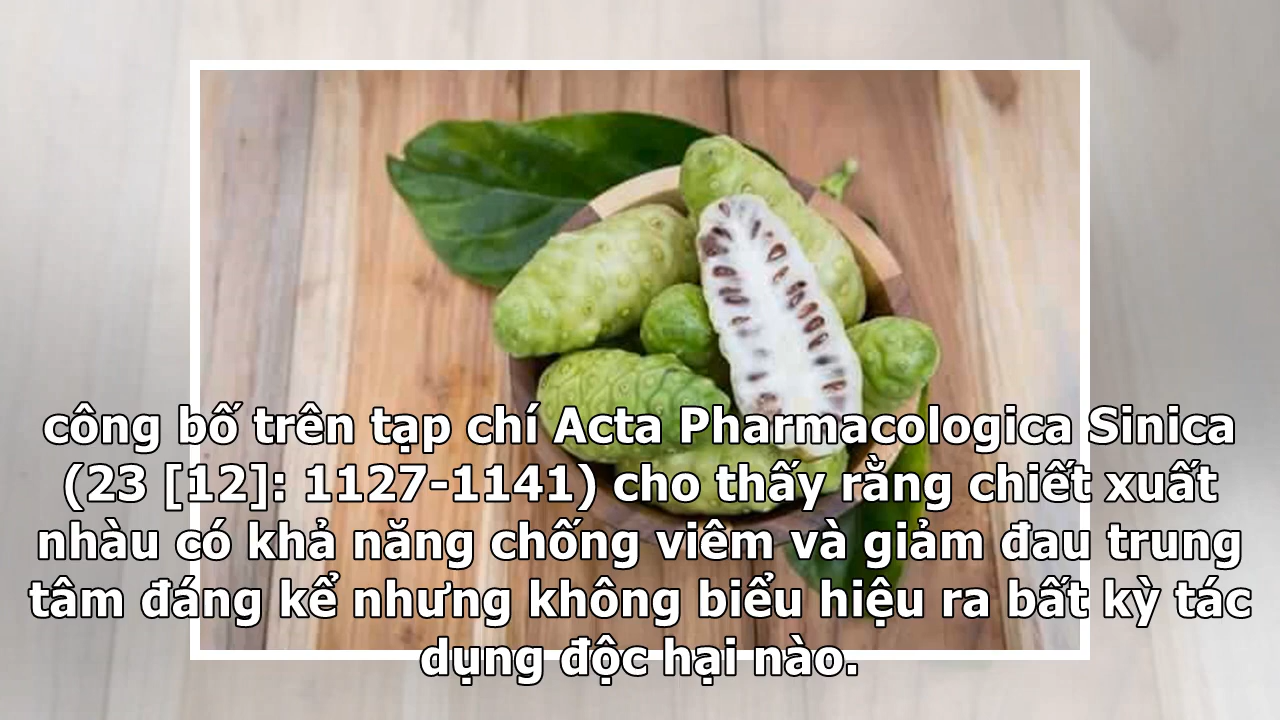 công bố trên tạp chí Acta Pharmacologica Sinica
(23 [12]: 1127-1141) cho thấy rằng chiết xuất
nhàu có khả năng chống viêm và giảm đau trung
tâm đáng kể nhưng không biểu hiệu ra bất kỳ tác
dụng độc hại nào.